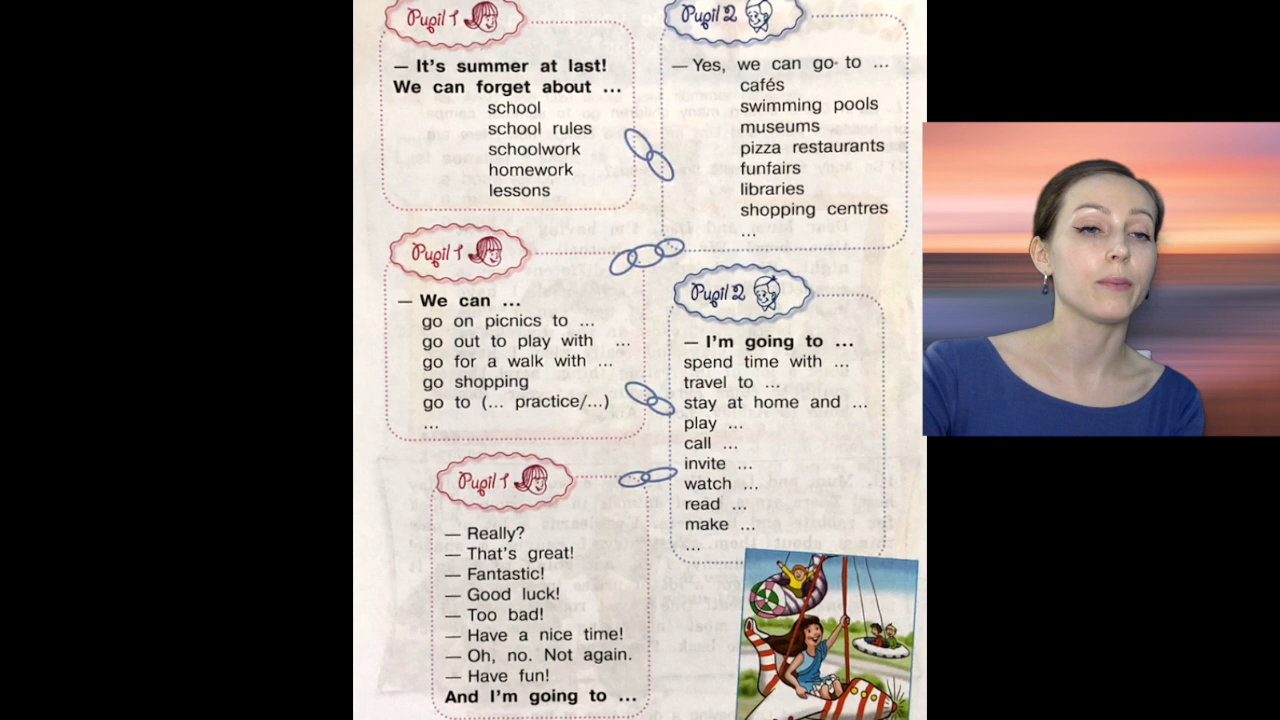 Pupil 1
— It's summer at last!
We can forget about ...
school
school rules
schoolwork
homework
lessons
Pupil 2
— Yes, we can go to ...
cafés
swimming pools
museums
pizza restaurants
funfairs
libraries
shopping centres
...
Pupil 1
— We can ...
go on picnics to ...
go out to play with ...
go for a walk with ...
go shopping
go to (... practice/...)
...
Pupil 2
— I'm going to ...
spend time with ...
travel to ...
stay at home and ...
play ...
call ...
invite ...
watch ...
read ...
make ...
...
Pupil 1
— Really?
— That's great!
— Fantastic!
— Good luck!
— Too bad!
— Have a nice time!
— Oh, no. Not again.
— Have fun!
And I'm going to ...